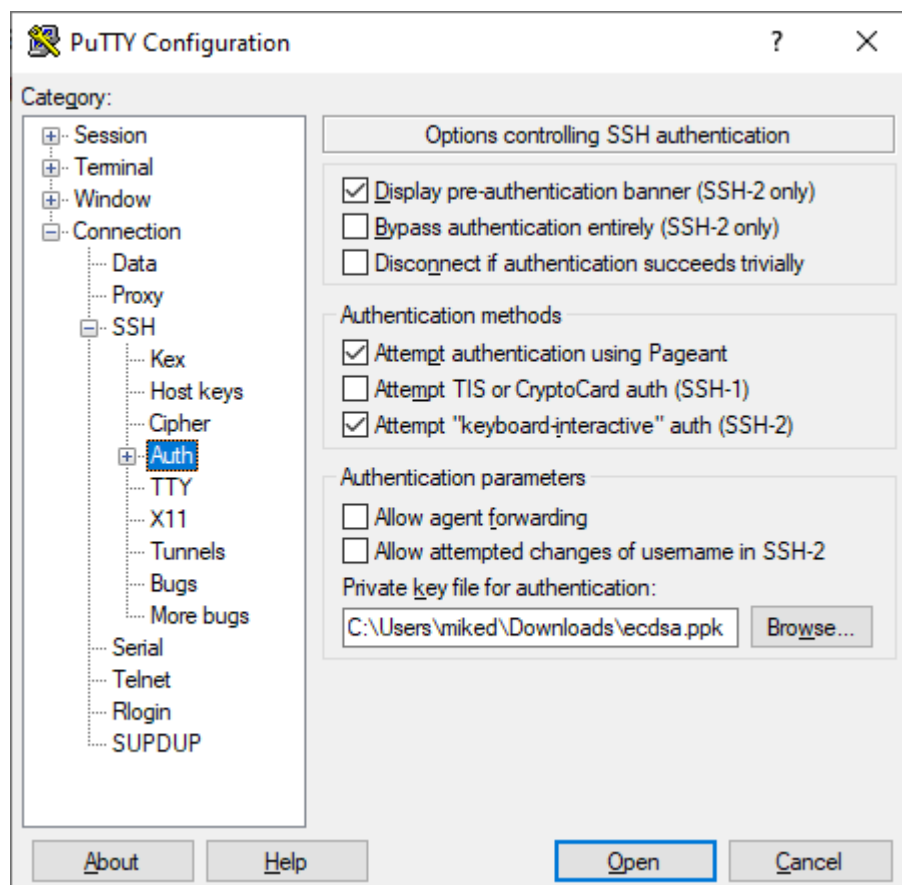 PuTTY Configuration
?
Category:
Session
Terminal
Window
Connection
Data
Proxy
SSH
Kex
Host keys
Cipher
Auth
TTY
X11
Tunnels
Bugs
More bugs
Serial
Telnet
Rlogin
SUPDUP
Options controlling SSH authentication
Display pre-authentication banner (SSH-2 only)
Bypass authentication entirely (SSH-2 only)
Disconnect if authentication succeeds trivially
Authentication methods
Attempt authentication using Pageant
Attempt TIS or CryptoCard auth (SSH-1)
Attempt "keyboard-interactive" auth (SSH-2)
Authentication parameters
Allow agent forwarding
Allow attempted changes of username in SSH-2
Private key file for authentication:
C:\Users\miked\Downloads\ecdsa.ppk
Browse...
About
Help
Open
Cancel